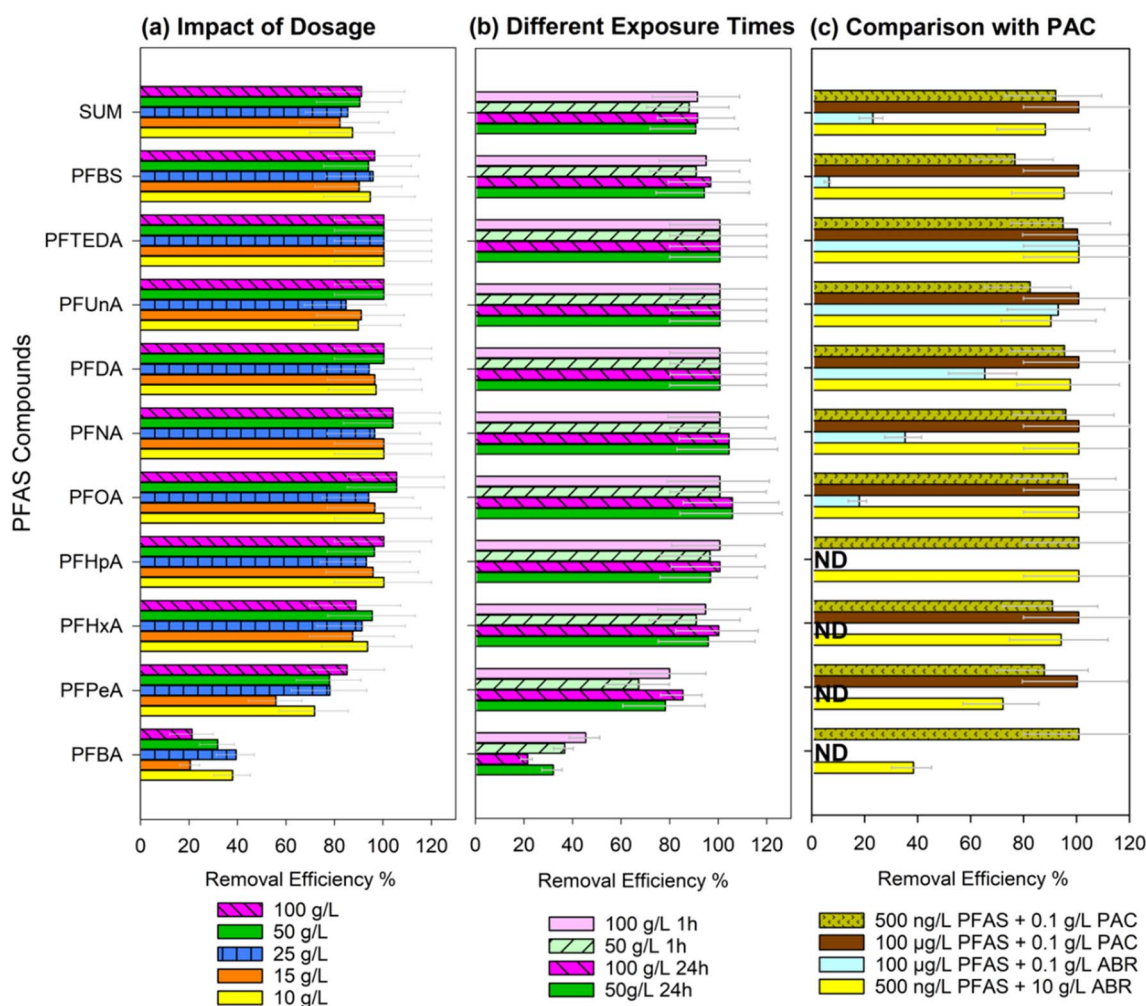 (a) Impact of Dosage
(b) Different Exposure Times
(c) Comparison with PAC
PFAS Compounds
SUM
PFBS
PFTEDA
PFUnA
PFDA
PFNA
PFOA
PFHpA
PFHxA
PFPeA
PFBA
ND
ND
ND
ND
0 20 40 60 80 100 120
0 20 40 60 80 100 120
0 20 40 60 80 100 120
Removal Efficiency %
Removal Efficiency %
Removal Efficiency %
100 g/L
50 g/L
25 g/L
15 g/L
10 g/L
100 g/L 1h
50 g/L 1h
100 g/L 24h
50g/L 24h
500 ng/L PFAS + 0.1 g/L PAC
100 µg/L PFAS + 0.1 g/L PAC
100 µg/L PFAS + 0.1 g/L ABR
500 ng/L PFAS + 10 g/L ABR